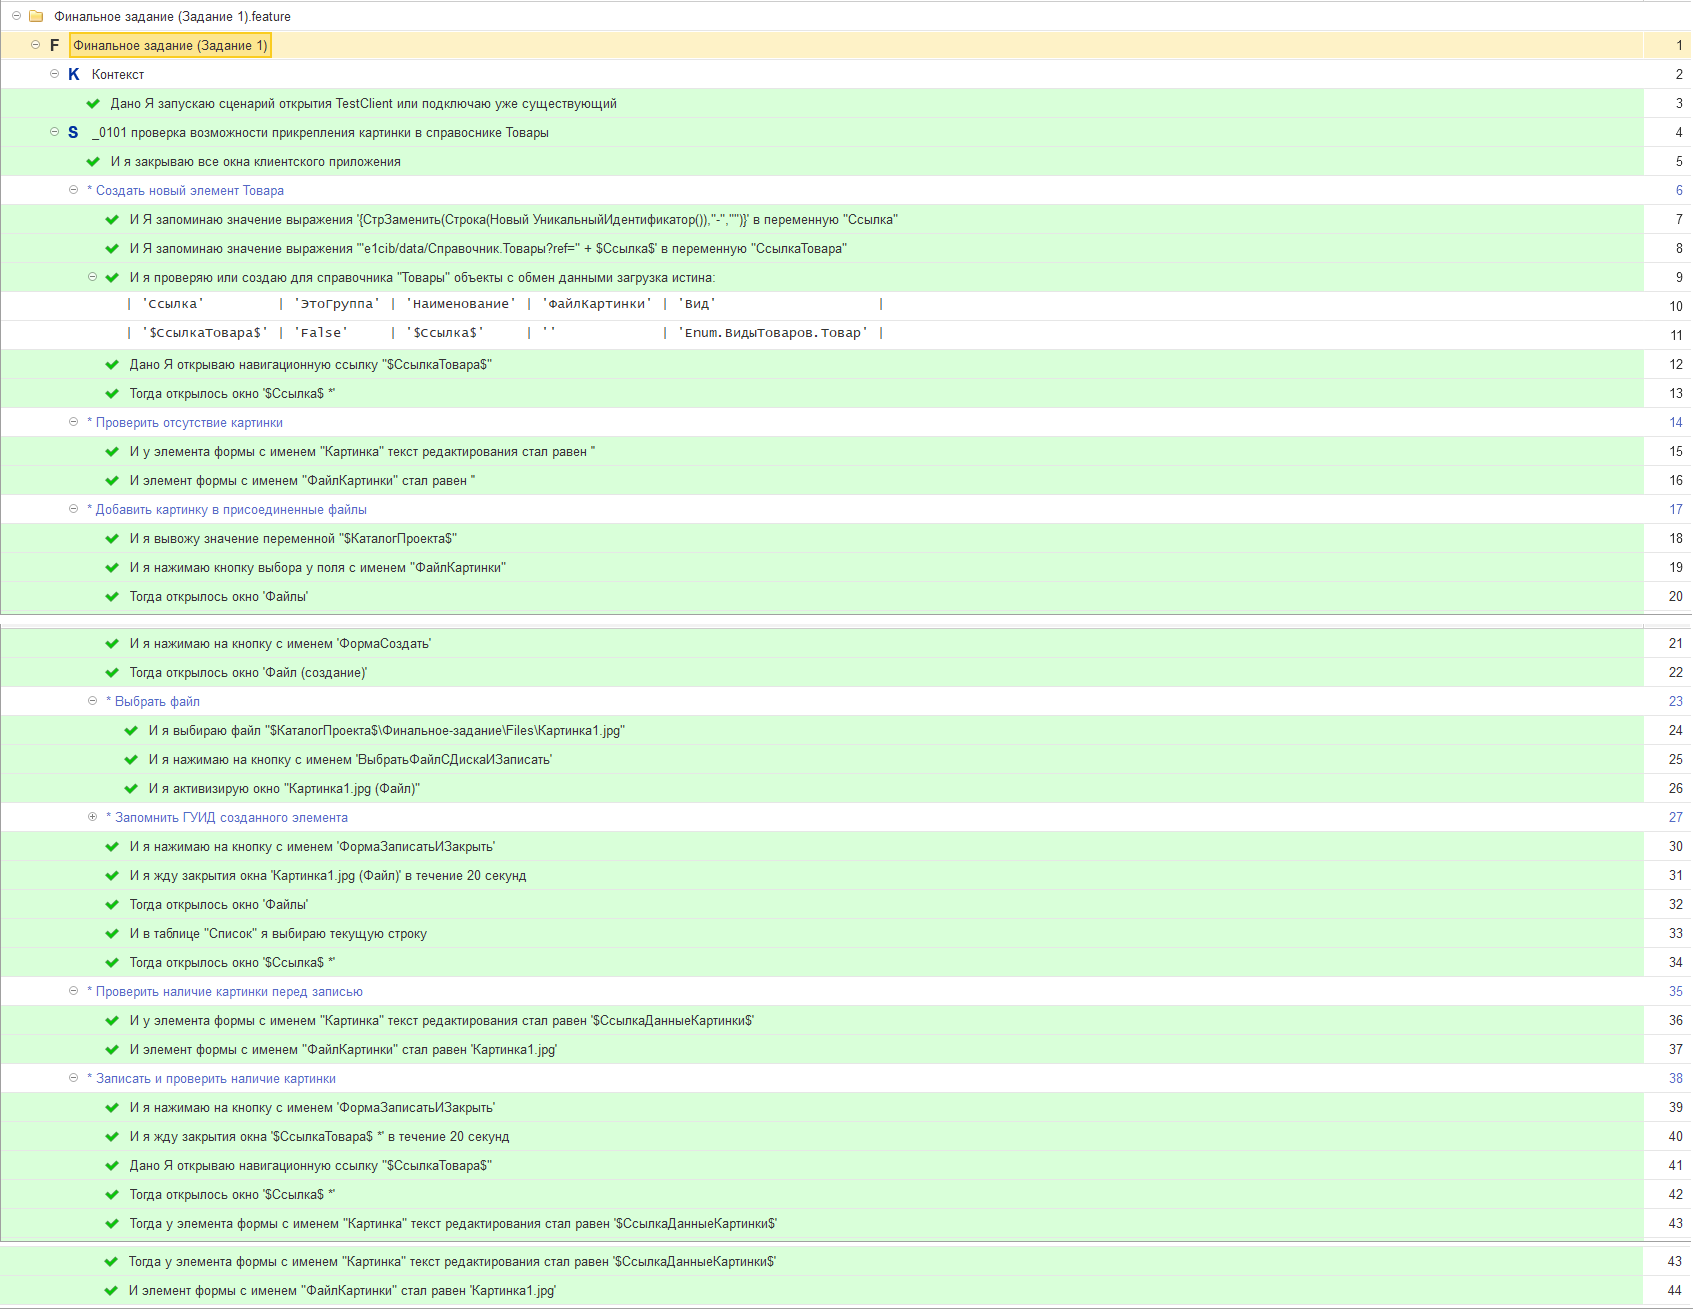 Финальное задание (Задание 1).feature
F Финальное задание (Задание 1) 1
К Контекст 2
Дано Я запускаю сценарий открытия TestClient или подключаю уже существующий 3
S _0101 проверка возможности прикрепления картинки в справоснике Товары 4
И я закрываю все окна клиентского приложения 5
* Создать новый элемент Товара 6
И Я запоминаю значение выражения '{СтрЗаменить(Строка(Новый УникальныйИдентификатор()),"-","")}' в переменную "Ссылка" 7
И Я запоминаю значение выражения '"e1cib/data/Справочник.Товары?ref=" + $Ссылка$' в переменную "СсылкаТовара" 8
И я проверяю или создаю для справочника "Товары" объекты с обмен данными загрузка истина: 9
| 'Ссылка' | 'ЭтоГруппа' | 'Наименование' | 'ФайлКартинки' | 'Вид' | 10
| '$СсылкаТовара$' | 'False' | '$Ссылка$' | '' | 'Enum.ВидыТоваров.Товар' | 11
Дано Я открываю навигационную ссылку "$СсылкаТовара$" 12
Тогда открылось окно '$Ссылка$ *' 13
* Проверить отсутствие картинки 14
И у элемента формы с именем "Картинка" текст редактирования стал равен '' 15
И элемент формы с именем "ФайлКартинки" стал равен '' 16
* Добавить картинку в присоединенные файлы 17
И я вывожу значение переменной "$КаталогПроекта$" 18
И я нажимаю кнопку выбора у поля с именем "ФайлКартинки" 19
Тогда открылось окно 'Файлы' 20
И я нажимаю на кнопку с именем 'ФормаСоздать' 21
Тогда открылось окно 'Файл (создание)' 22
* Выбрать файл 23
И я выбираю файл "$КаталогПроекта$\Финальное-задание\Files\Картинка1.jpg" 24
И я нажимаю на кнопку с именем 'ВыбратьФайлСДискаИЗаписать' 25
И я активизирую окно "Картинка1.jpg (Файл)" 26
* Запомнить ГУИД созданного элемента 27
И я нажимаю на кнопку с именем 'ФормаЗаписатьИЗакрыть' 30
И я жду закрытия окна 'Картинка1.jpg (Файл)' в течение 20 секунд 31
Тогда открылось окно 'Файлы' 32
И в таблице "Список" я выбираю текущую строку 33
Тогда открылось окно '$Ссылка$ *' 34
* Проверить наличие картинки перед записью 35
И у элемента формы с именем "Картинка" текст редактирования стал равен '$СсылкаДанныеКартинки$' 36
И элемент формы с именем "ФайлКартинки" стал равен 'Картинка1.jpg' 37
* Записать и проверить наличие картинки 38
И я нажимаю на кнопку с именем 'ФормаЗаписатьИЗакрыть' 39
И я жду закрытия окна '$СсылкаТовара$ *' в течение 20 секунд 40
Дано Я открываю навигационную ссылку "$СсылкаТовара$" 41
Тогда открылось окно '$Ссылка$ *' 42
Тогда у элемента формы с именем "Картинка" текст редактирования стал равен '$СсылкаДанныеКартинки$' 43
Тогда у элемента формы с именем "Картинка" текст редактирования стал равен '$СсылкаДанныеКартинки$' 43
И элемент формы с именем "ФайлКартинки" стал равен 'Картинка1.jpg' 44